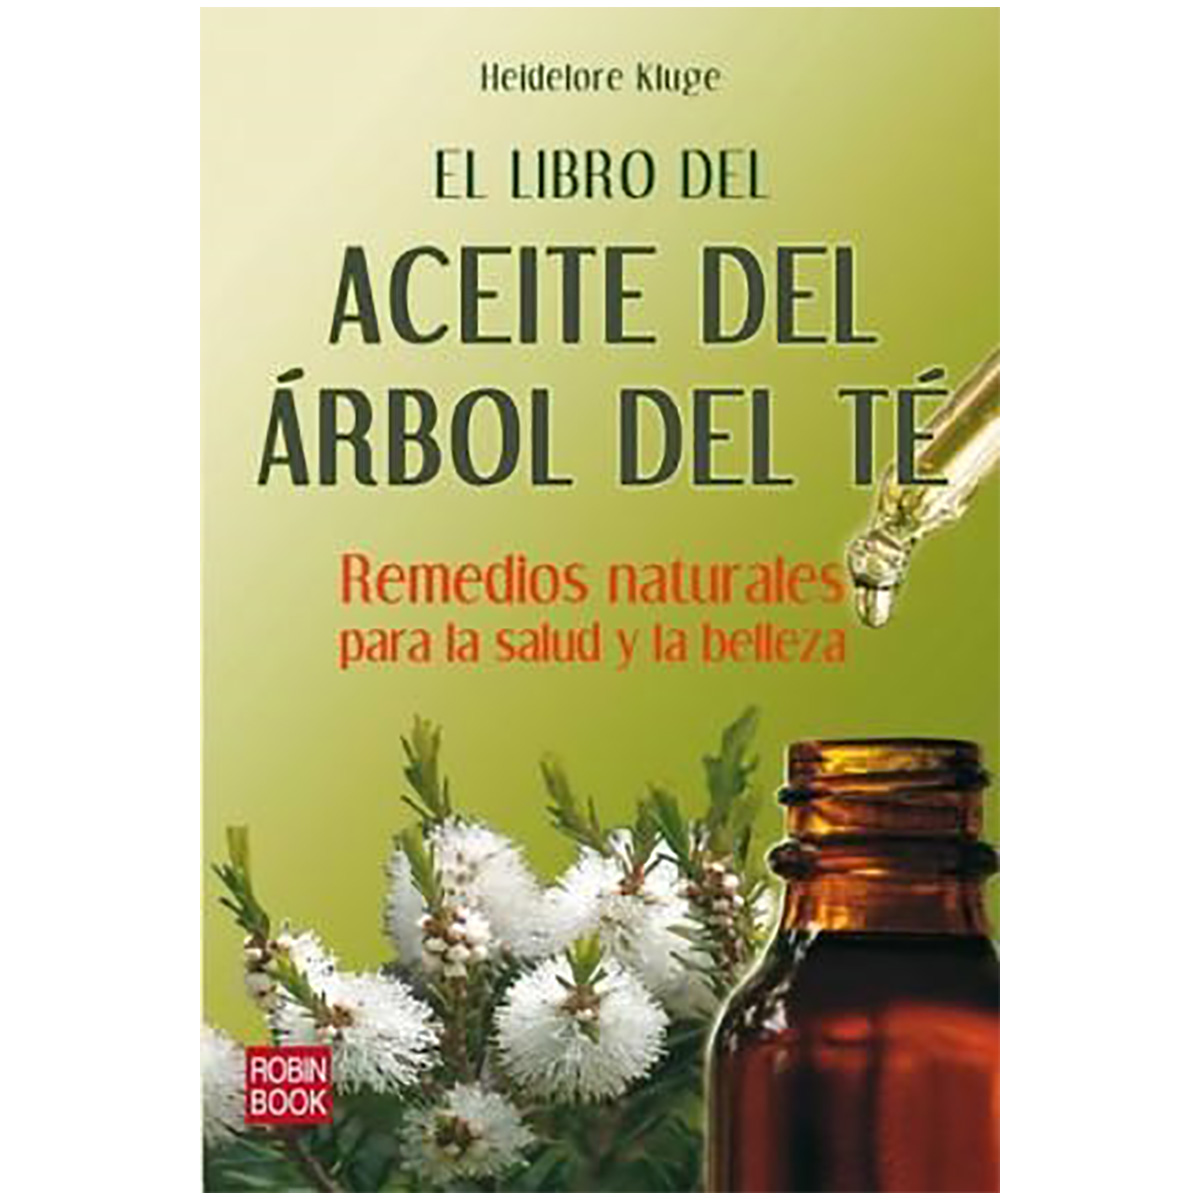 Heidelore Kluge
EL LIBRO DEL
ACEITE DEL
ÁRBOL DEL TÉ
Remedios naturales
para la salud y la belleza
ROBIN
BOOK